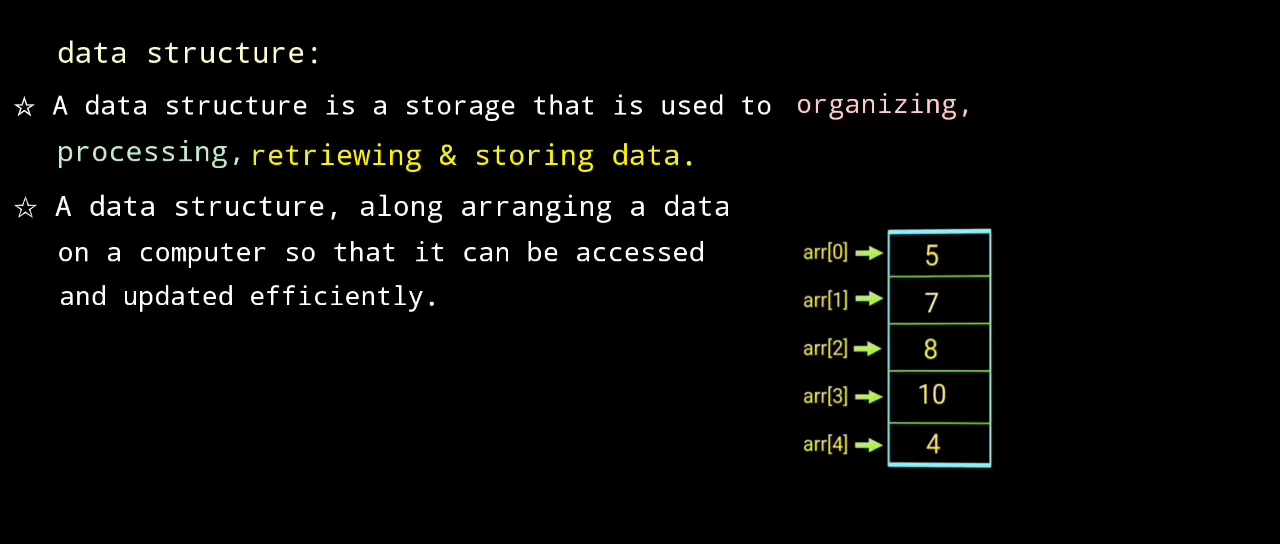 data structure:
☆ A data structure is a storage that is used to organizing,
processing, retriewing & storing data.
☆ A data structure, along arranging a data
on a computer so that it can be accessed
and updated efficiently.
arr[0] 5
arr[1] 7
arr[2] 8
arr[3] 10
arr[4] 4